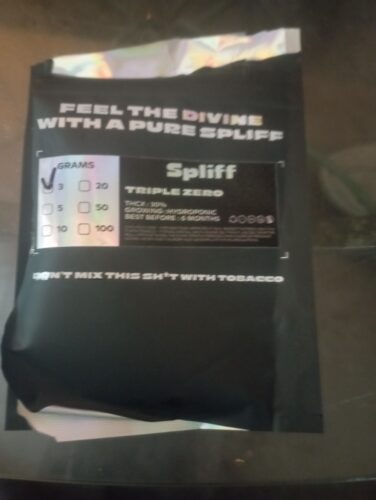 FEEL THE DIVINE
WITH A PURE SPLIFF
GRAMS
3 20
5 50
10 100
Spliff
TRIPLE ZERO
THCX : 30%
GROWING : HYDROPONIC
BEST BEFORE : 6 MONTHS
DON'T MIX THIS SH*T WITH TOBACCO